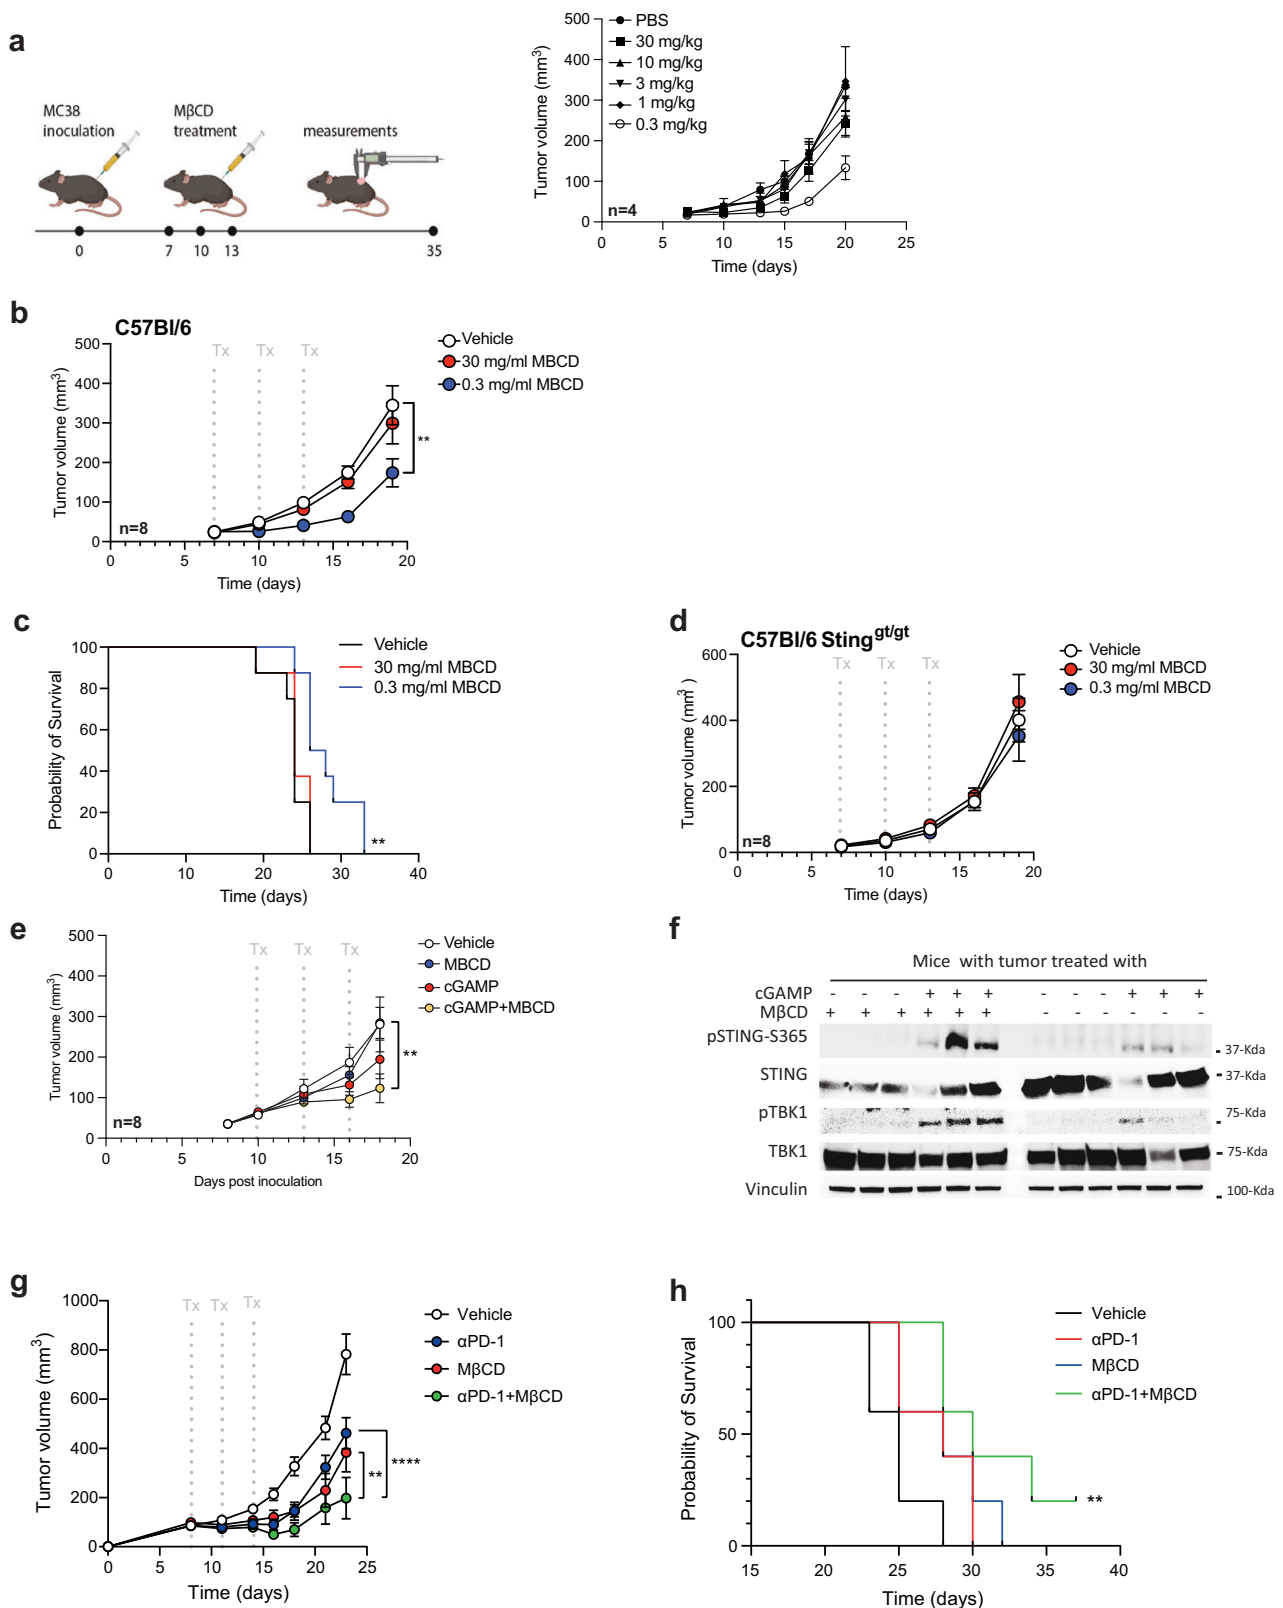 a
MC38
inoculation
MβCD
treatment
measurements
0
7
10
13
35
Tumor volume (mm3)
500
400
300
200
100
0
PBS
30 mg/kg
10 mg/kg
3 mg/kg
1 mg/kg
0.3 mg/kg
n=4
0
5
10
15
20
25
Time (days)
b
C57Bl/6
Tumor volume (mm3)
500
400
300
200
100
0
Tx
Tx
Tx
Vehicle
30 mg/ml MBCD
0.3 mg/ml MBCD
**
n=8
0
5
10
15
20
Time (days)
c
Probability of Survival
100
80
60
40
20
0
Vehicle
30 mg/ml MBCD
0.3 mg/ml MBCD
**
0
10
20
30
40
Time (days)
d
C57Bl/6 Sting gt/gt
Tumor volume (mm3)
600
400
200
0
Tx
Tx
Tx
Vehicle
30 mg/ml MBCD
0.3 mg/ml MBCD
n=8
0
5
10
15
20
Time (days)
e
Tumor volume (mm3)
500
400
300
200
100
0
Tx
Tx
Tx
Vehicle
MBCD
cGAMP
cGAMP+MBCD
**
n=8
0
5
10
15
20
Days post inoculation
f
Mice with tumor treated with
cGAMP - - - + + + - - - + + +
MβCD + + + + + + - - - - - -
pSTING-S365
37-Kda
STING
37-Kda
pTBK1
75-Kda
TBK1
75-Kda
Vinculin
100-Kda
g
Tumor volume (mm3)
1000
800
600
400
200
0
Tx
Tx
Tx
Vehicle
αPD-1
MβCD
αPD-1+MβCD
**
****
0
5
10
15
20
25
Time (days)
h
Probability of Survival
100
50
0
Vehicle
αPD-1
MβCD
αPD-1+MβCD
**
15
20
25
30
35
40
Time (days)